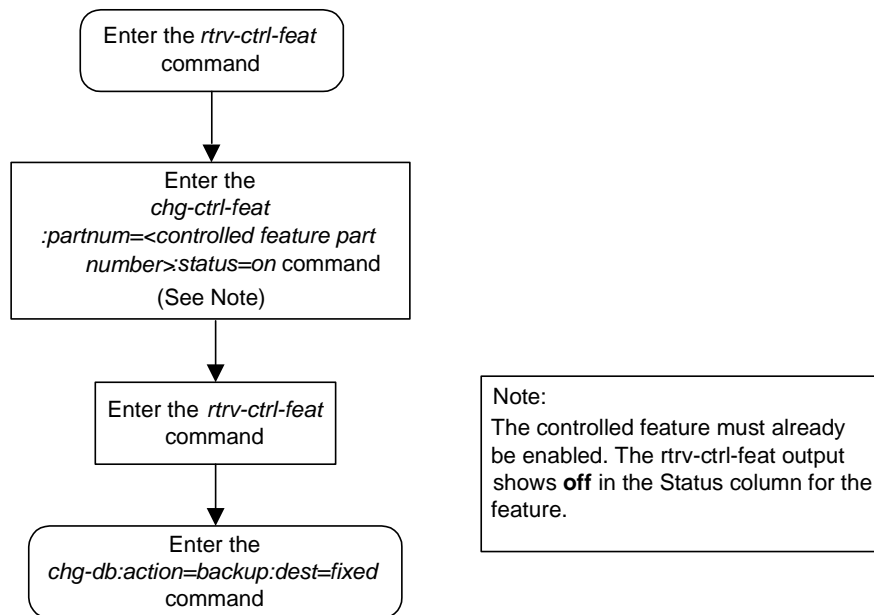 Enter the rtrv-ctrl-feat
command
Enter the
chg-ctrl-feat
:partnum=<controlled feature part
number>:status=on command
(See Note)
Enter the rtrv-ctrl-feat
command
Note:
The controlled feature must already
be enabled. The rtrv-ctrl-feat output
shows off in the Status column for the
feature.
Enter the
chg-db:action=backup:dest=fixed
command